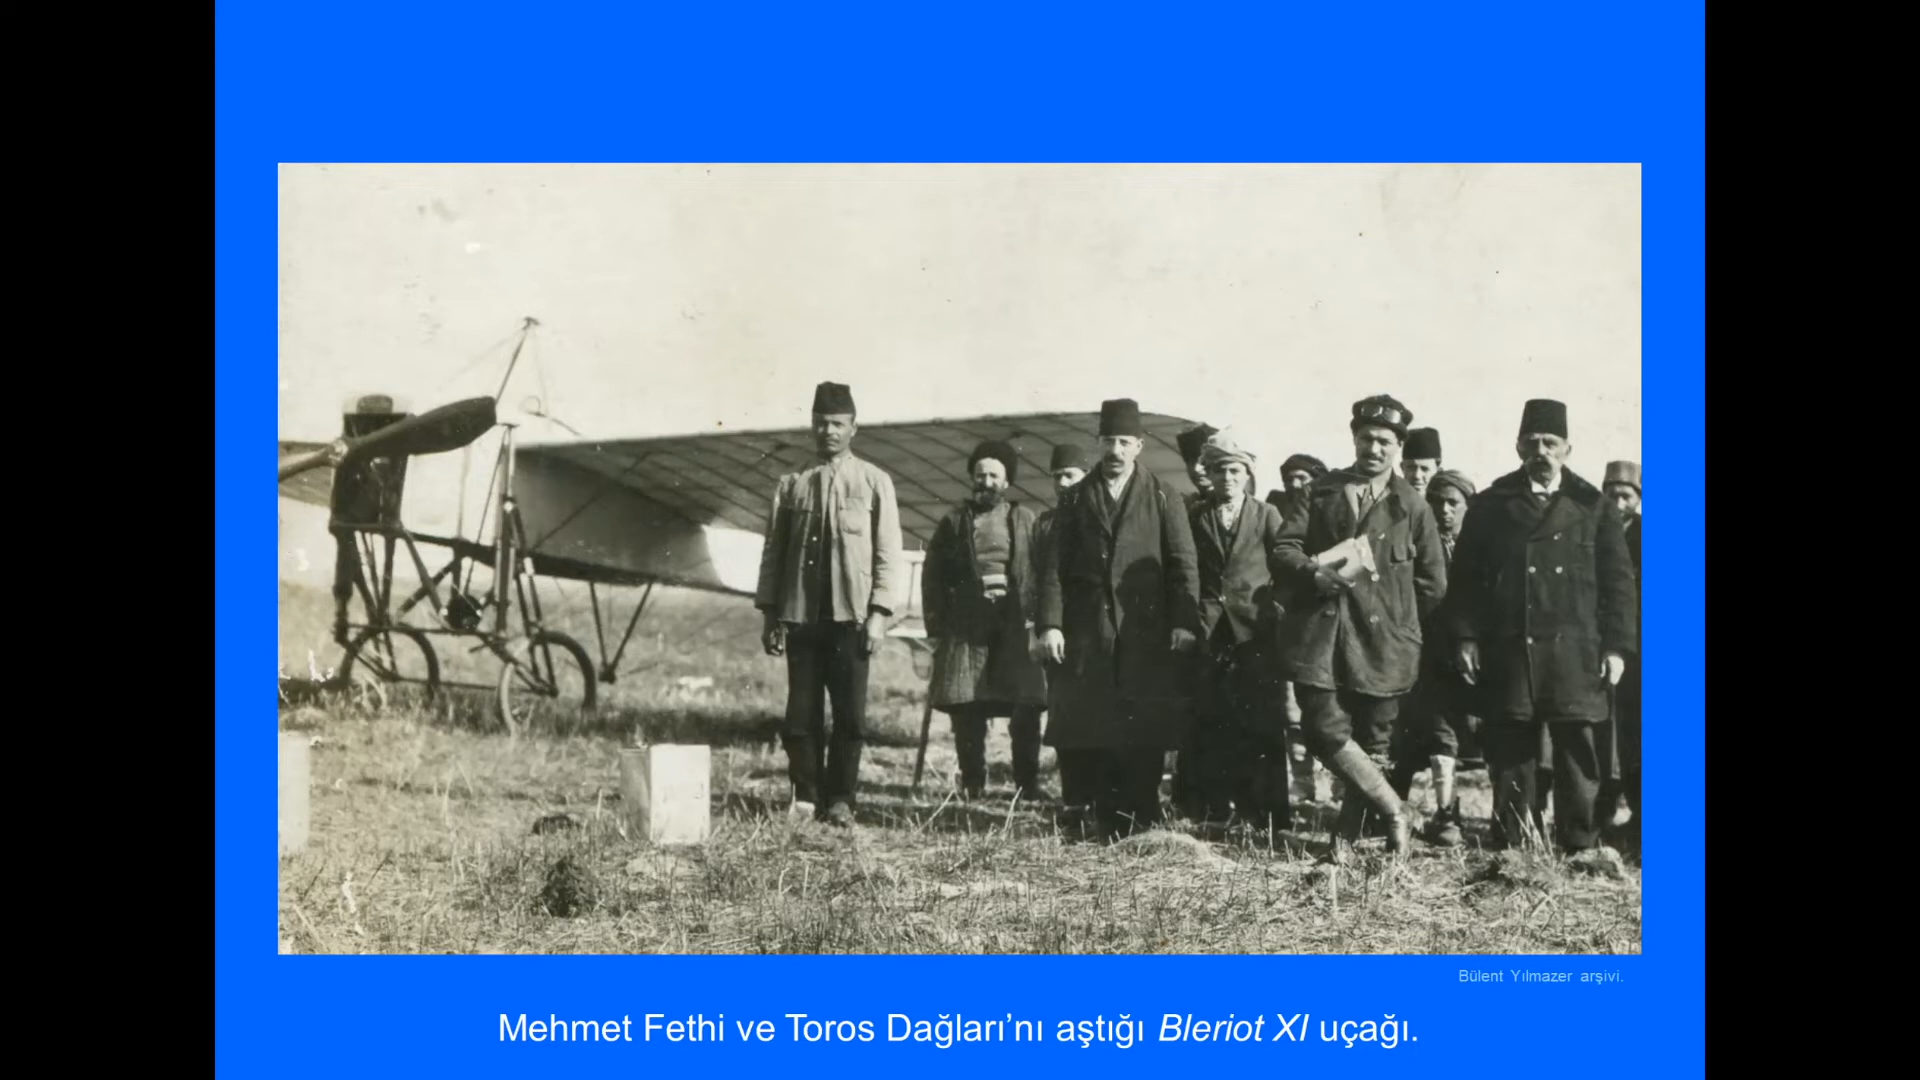 Bülent Yılmazer arşivi.
Mehmet Fethi ve Toros Dağları’nı aştığı Bleriot XI uçağı.